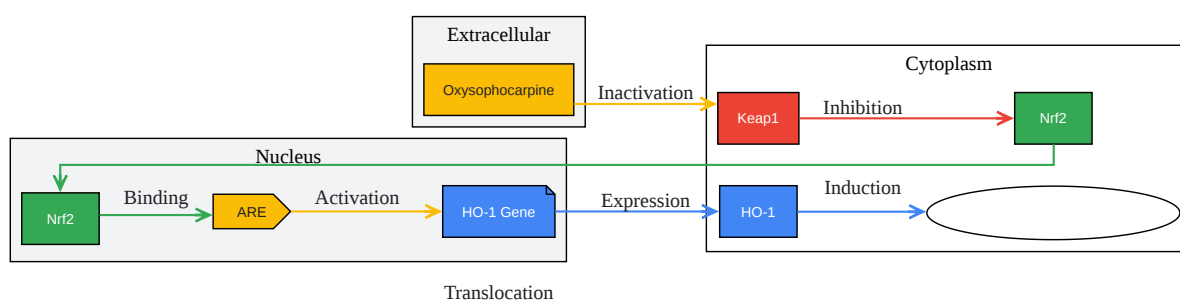 Extracellular
Oxysophocarpine
Inactivation
Cytoplasm
Keap1
Inhibition
Nrf2
Nucleus
Nrf2
Binding
ARE
Activation
HO-1 Gene
Expression
HO-1
Induction
Translocation